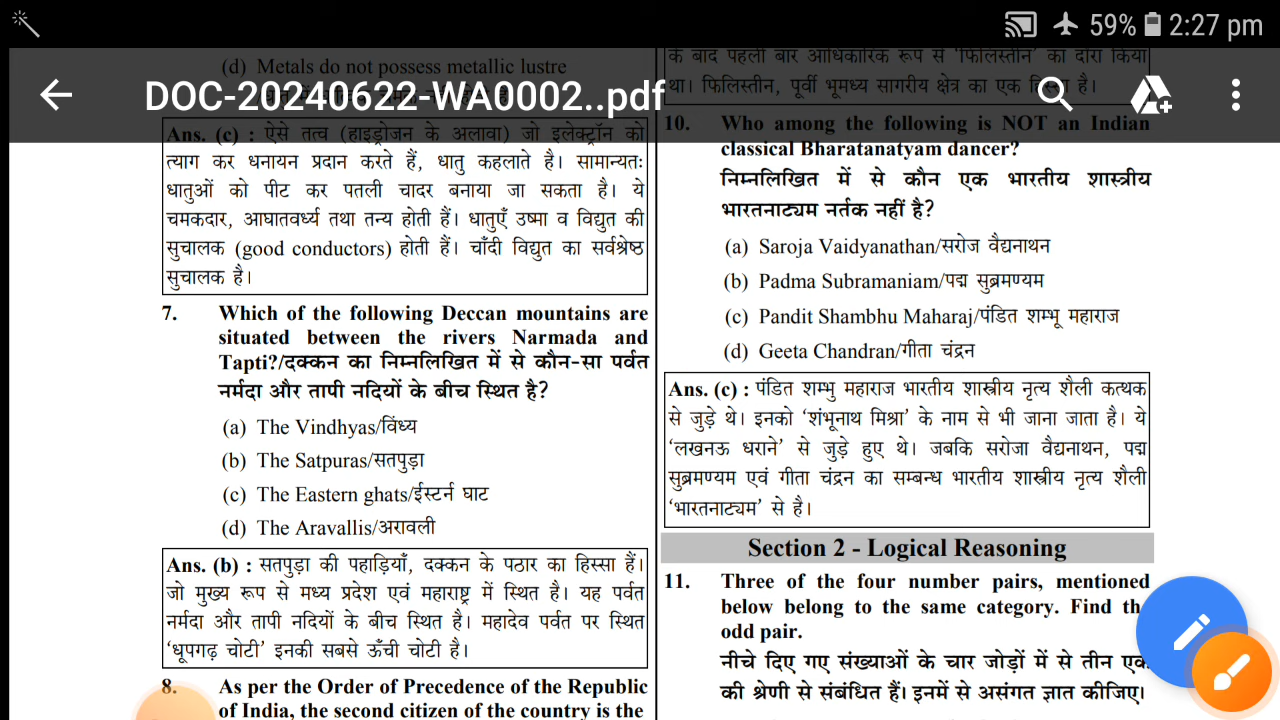 59% 2:27 pm
DOC-20240622-WA0002..pdf
(d) Metals do not possess metallic lustre
Ans. (c) : ऐसे तत्व (हाइड्रोजन के अलावा) जो इलेक्ट्रॉन को
त्याग कर धनायन प्रदान करते हैं, धातु कहलाते है। सामान्यतः
धातुओं को पीट कर पतली चादर बनाया जा सकता है। ये
चमकदार, आघातवर्ध्य तथा तन्य होती हैं। धातुएँ उष्मा व विद्युत की
सुचालक (good conductors) होती हैं। चाँदी विद्युत का सर्वश्रेष्ठ
सुचालक है।
7. Which of the following Deccan mountains are
situated between the rivers Narmada and
Tapti?/दक्कन का निम्नलिखित में से कौन-सा पर्वत
नर्मदा और तापी नदियों के बीच स्थित है?
(a) The Vindhyas/विंध्य
(b) The Satpuras/सतपुड़ा
(c) The Eastern ghats/ईस्टर्न घाट
(d) The Aravallis/अरावली
Ans. (b) : सतपुड़ा की पहाड़ियाँ, दक्कन के पठार का हिस्सा हैं।
जो मुख्य रूप से मध्य प्रदेश एवं महाराष्ट्र में स्थित है। यह पर्वत
नर्मदा और तापी नदियों के बीच स्थित है। महादेव पर्वत पर स्थित
'धूपगढ़ चोटी' इनकी सबसे ऊँची चोटी है।
8. As per the Order of Precedence of the Republic
of India, the second citizen of the country is the
के बाद पहली बार आधिकारिक रूप से 'फिलिस्तीन' का दौरा किया
था। फिलिस्तीन, पूर्वी भूमध्य सागरीय क्षेत्र का एक हिस्सा है।
10. Who among the following is NOT an Indian
classical Bharatanatyam dancer?
निम्नलिखित में से कौन एक भारतीय शास्त्रीय
भारतनाट्यम नर्तक नहीं है?
(a) Saroja Vaidyanathan/सरोज वैद्यनाथन
(b) Padma Subramaniam/पद्म सुब्रमण्यम
(c) Pandit Shambhu Maharaj/पंडित शम्भू महाराज
(d) Geeta Chandran/गीता चंद्रन
Ans. (c) : पंडित शम्भु महाराज भारतीय शास्त्रीय नृत्य शैली कत्थक
से जुड़े थे। इनको 'शंभूनाथ मिश्रा' के नाम से भी जाना जाता है। ये
'लखनऊ धराने' से जुड़े हुए थे। जबकि सरोजा वैद्यनाथन, पद्म
सुब्रमण्यम एवं गीता चंद्रन का सम्बन्ध भारतीय शास्त्रीय नृत्य शैली
'भारतनाट्यम' से है।
Section 2 - Logical Reasoning
11. Three of the four number pairs, mentioned
below belong to the same category. Find th
odd pair.
नीचे दिए गए संख्याओं के चार जोड़ों में से तीन एक
की श्रेणी से संबंधित हैं। इनमें से असंगत ज्ञात कीजिए।